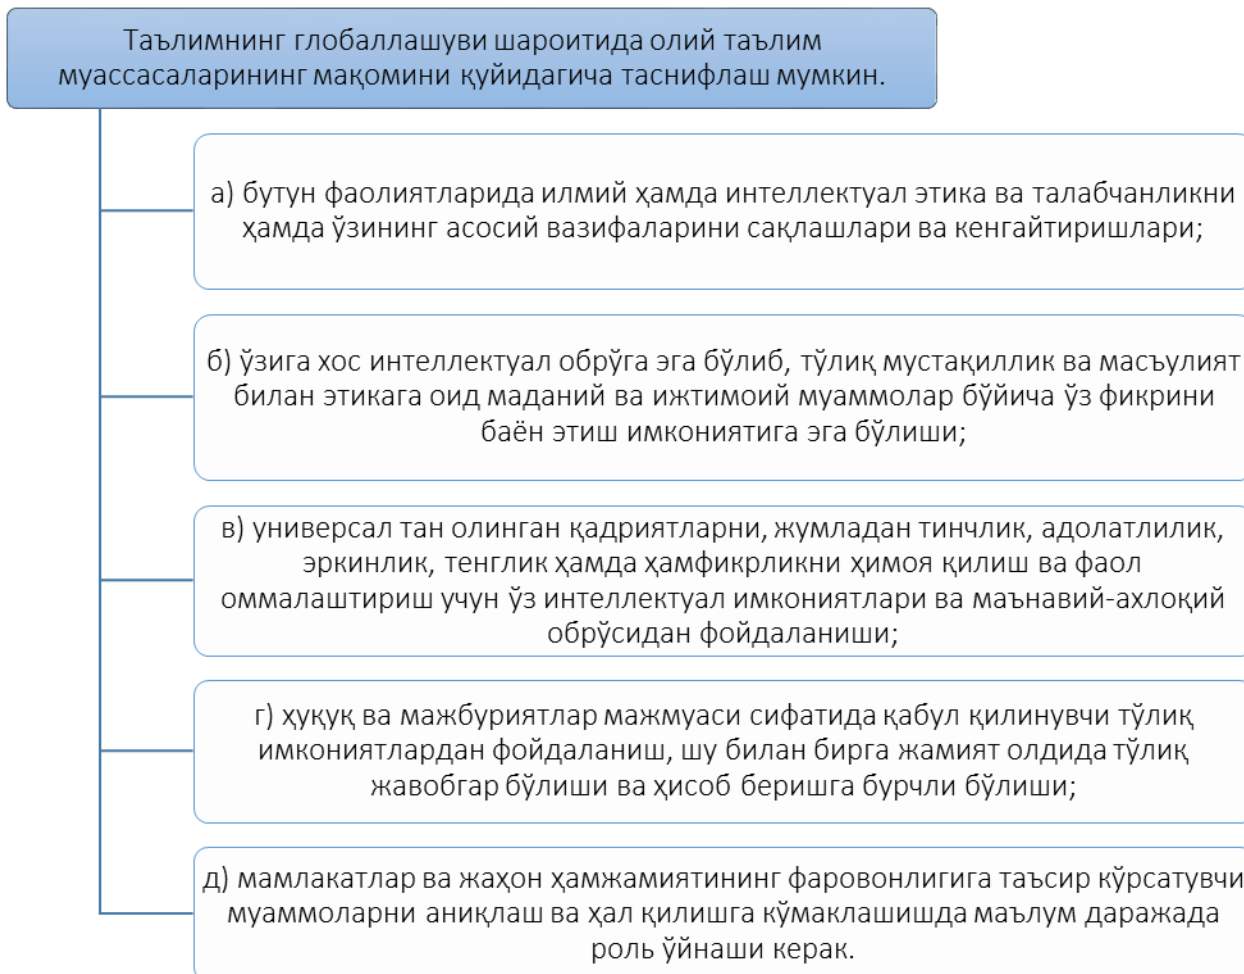 Таълимнинг глобаллашуви шароитида олий таълим
муассасаларининг мақомини қуйидагича таснифлаш мумкин.
а) бутун фаолиятларида илмий ҳамда интеллектуал этика ва талабчанликни
ҳамда ўзининг асосий вазифаларини сақлашлари ва кенгайтиришлари;
б) ўзига хос интеллектуал обрўга эга бўлиб, тўлиқ мустақиллик ва масъулият
билан этикага оид маданий ва ижтимоий муаммолар бўйича ўз фикрини
баён этиш имкониятига эга бўлиши;
в) универсал тан олинган қадриятларни, жумладан тинчлик, адолатлилик,
эркинлик, тенглик ҳамда ҳамфикрликни ҳимоя қилиш ва фаол
оммалаштириш учун ўз интеллектуал имкониятлари ва маънавий-ахлоқий
обрўсидан фойдаланиши;
г) ҳуқуқ ва мажбуриятлар мажмуаси сифатида қабул қилинувчи тўлиқ
имкониятлардан фойдаланиш, шу билан бирга жамият олдида тўлиқ
жавобгар бўлиши ва ҳисоб беришга бурчли бўлиши;
д) мамлакатлар ва жаҳон ҳамжамиятининг фаровонлигига таъсир кўрсатувчи
муаммоларни аниқлаш ва ҳал қилишга кўмаклашишда маълум даражада
роль ўйнаши керак.